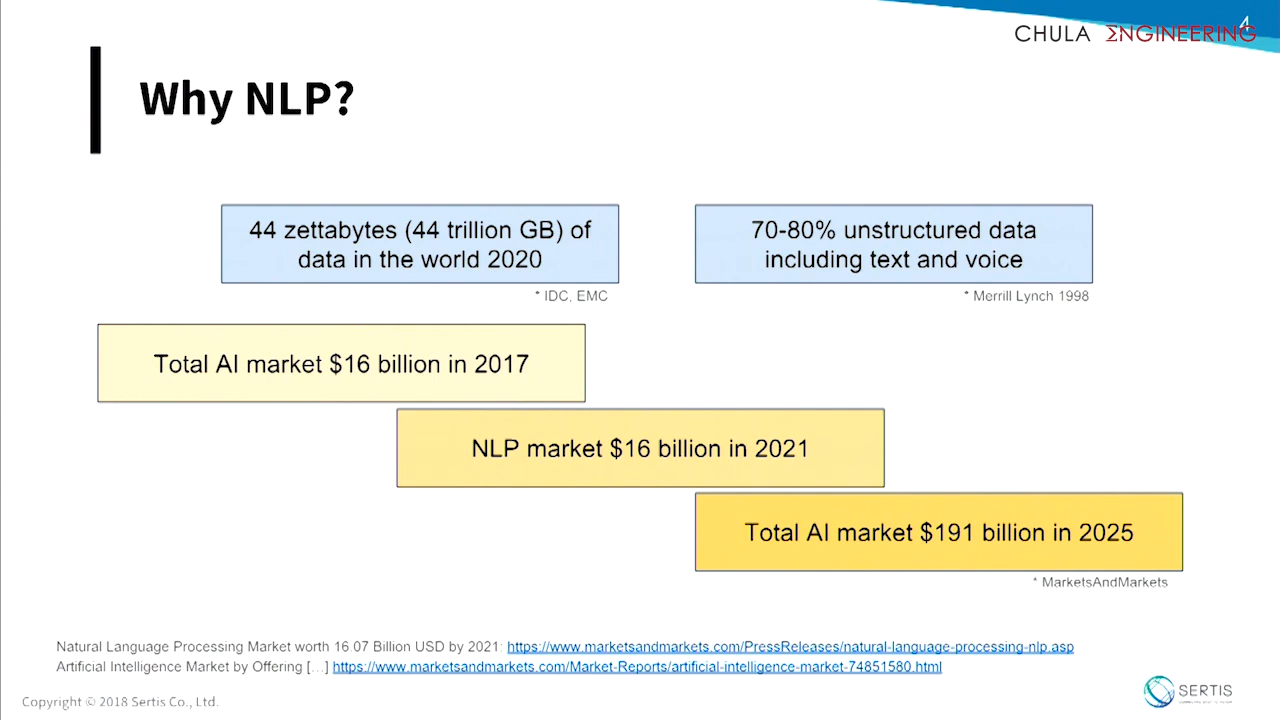 4
CHULA ΣNGINEERING
Why NLP?
44 zettabytes (44 trillion GB) of
data in the world 2020
* IDC, EMC
70-80% unstructured data
including text and voice
* Merrill Lynch 1998
Total AI market $16 billion in 2017
NLP market $16 billion in 2021
Total AI market $191 billion in 2025
* MarketsAndMarkets
Natural Language Processing Market worth 16.07 Billion USD by 2021: https://www.marketsandmarkets.com/PressReleases/natural-language-processing-nlp.asp
Artificial Intelligence Market by Offering [...] https://www.marketsandmarkets.com/Market-Reports/artificial-intelligence-market-74851580.html
Copyright © 2018 Sertis Co., Ltd.
SERTIS